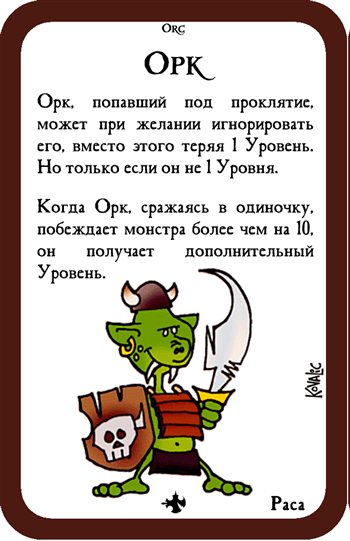 Orc
Орк
Орк, попавший под проклятие,
может при желании игнорировать
его, вместо этого теряя 1 Уровень.
Но только если он не 1 Уровня.
Когда Орк, сражаясь в одиночку,
побеждает монстра более чем на 10,
он получает дополнительный
Уровень.
Kovalic
Раса